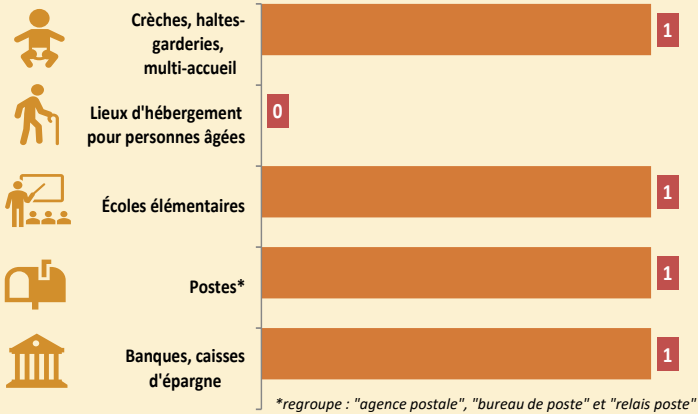 Crèches, haltes-
garderies,
multi-accueil
1
Lieux d'hébergement
pour personnes âgées
0
Écoles élémentaires
1
Postes*
1
Banques, caisses
d'épargne
1
*regroupe : "agence postale", "bureau de poste" et "relais poste"